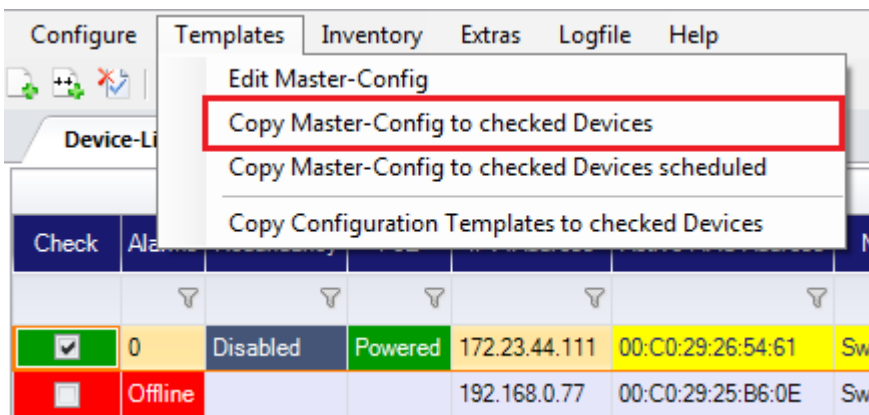 Configure Templates Inventory Extras Logfile Help
Edit Master-Config
Copy Master-Config to checked Devices
Device-Li
Copy Master-Config to checked Devices scheduled
Copy Configuration Templates to checked Devices
Check
0 Disabled Powered 172.23.44.111 00:C0:29:26:54:61 Sw
Offline 192.168.0.77 00:C0:29:25:B6:0E Sw